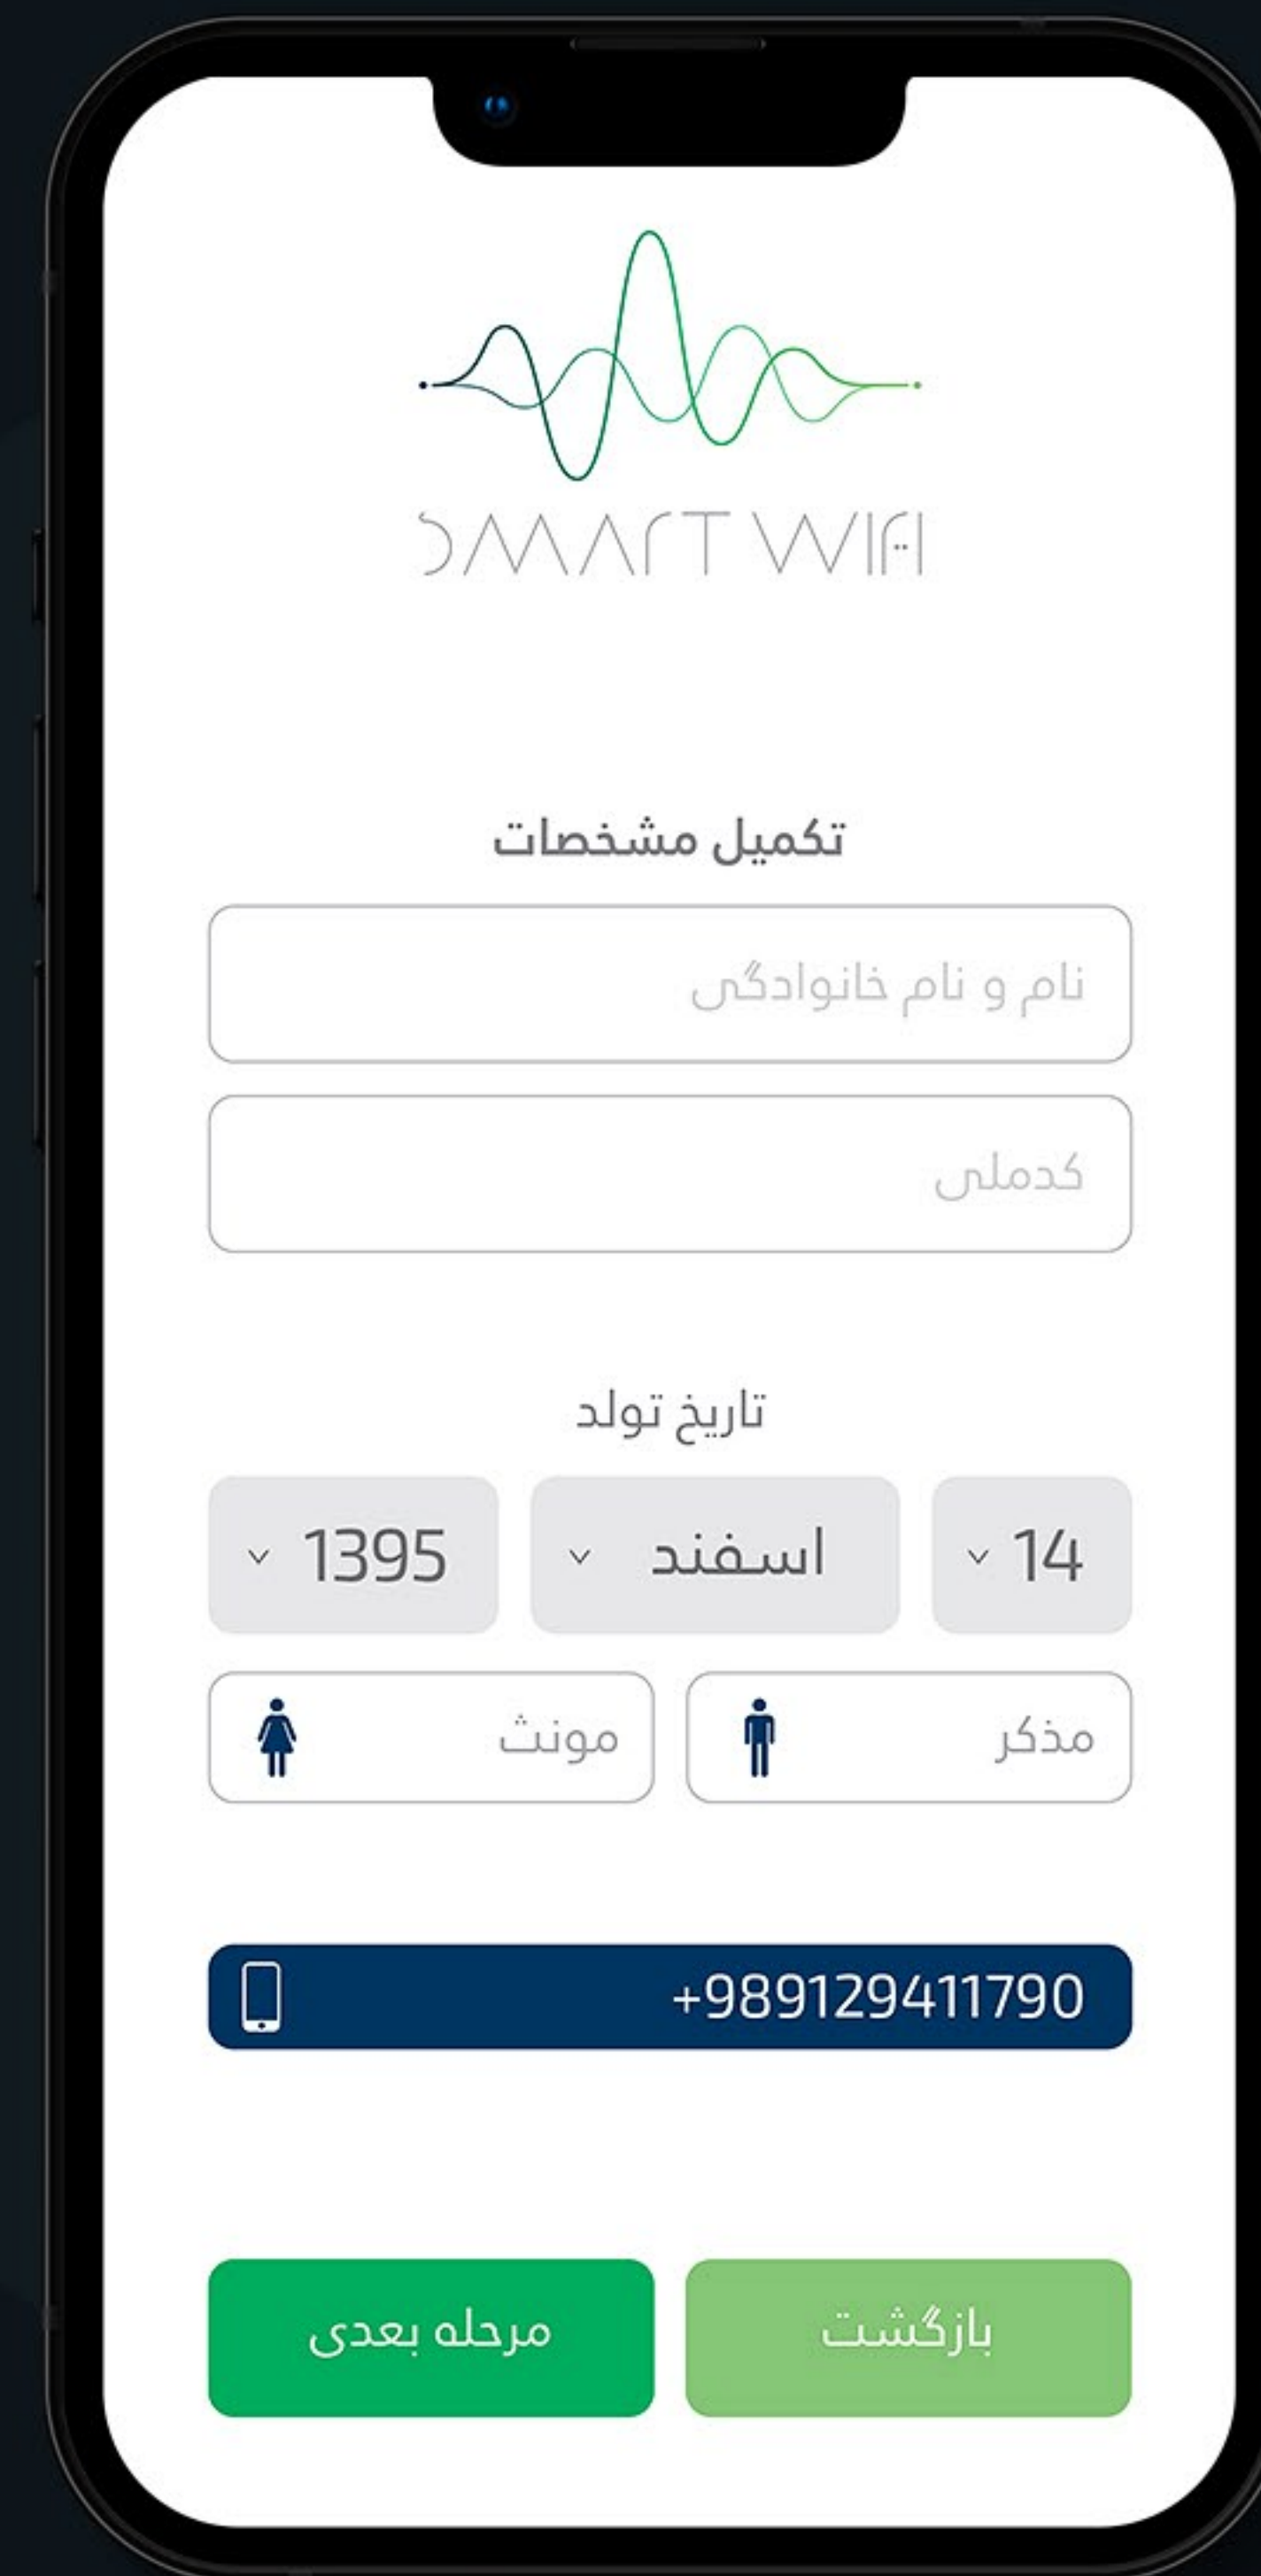 SMART WIFI
تکمیل مشخصات
نام و نام خانوادگی
کدملی
تاریخ تولد
14 اسفند 1395
مذکر مونث
+989129411790
بازگشت مرحله بعدی